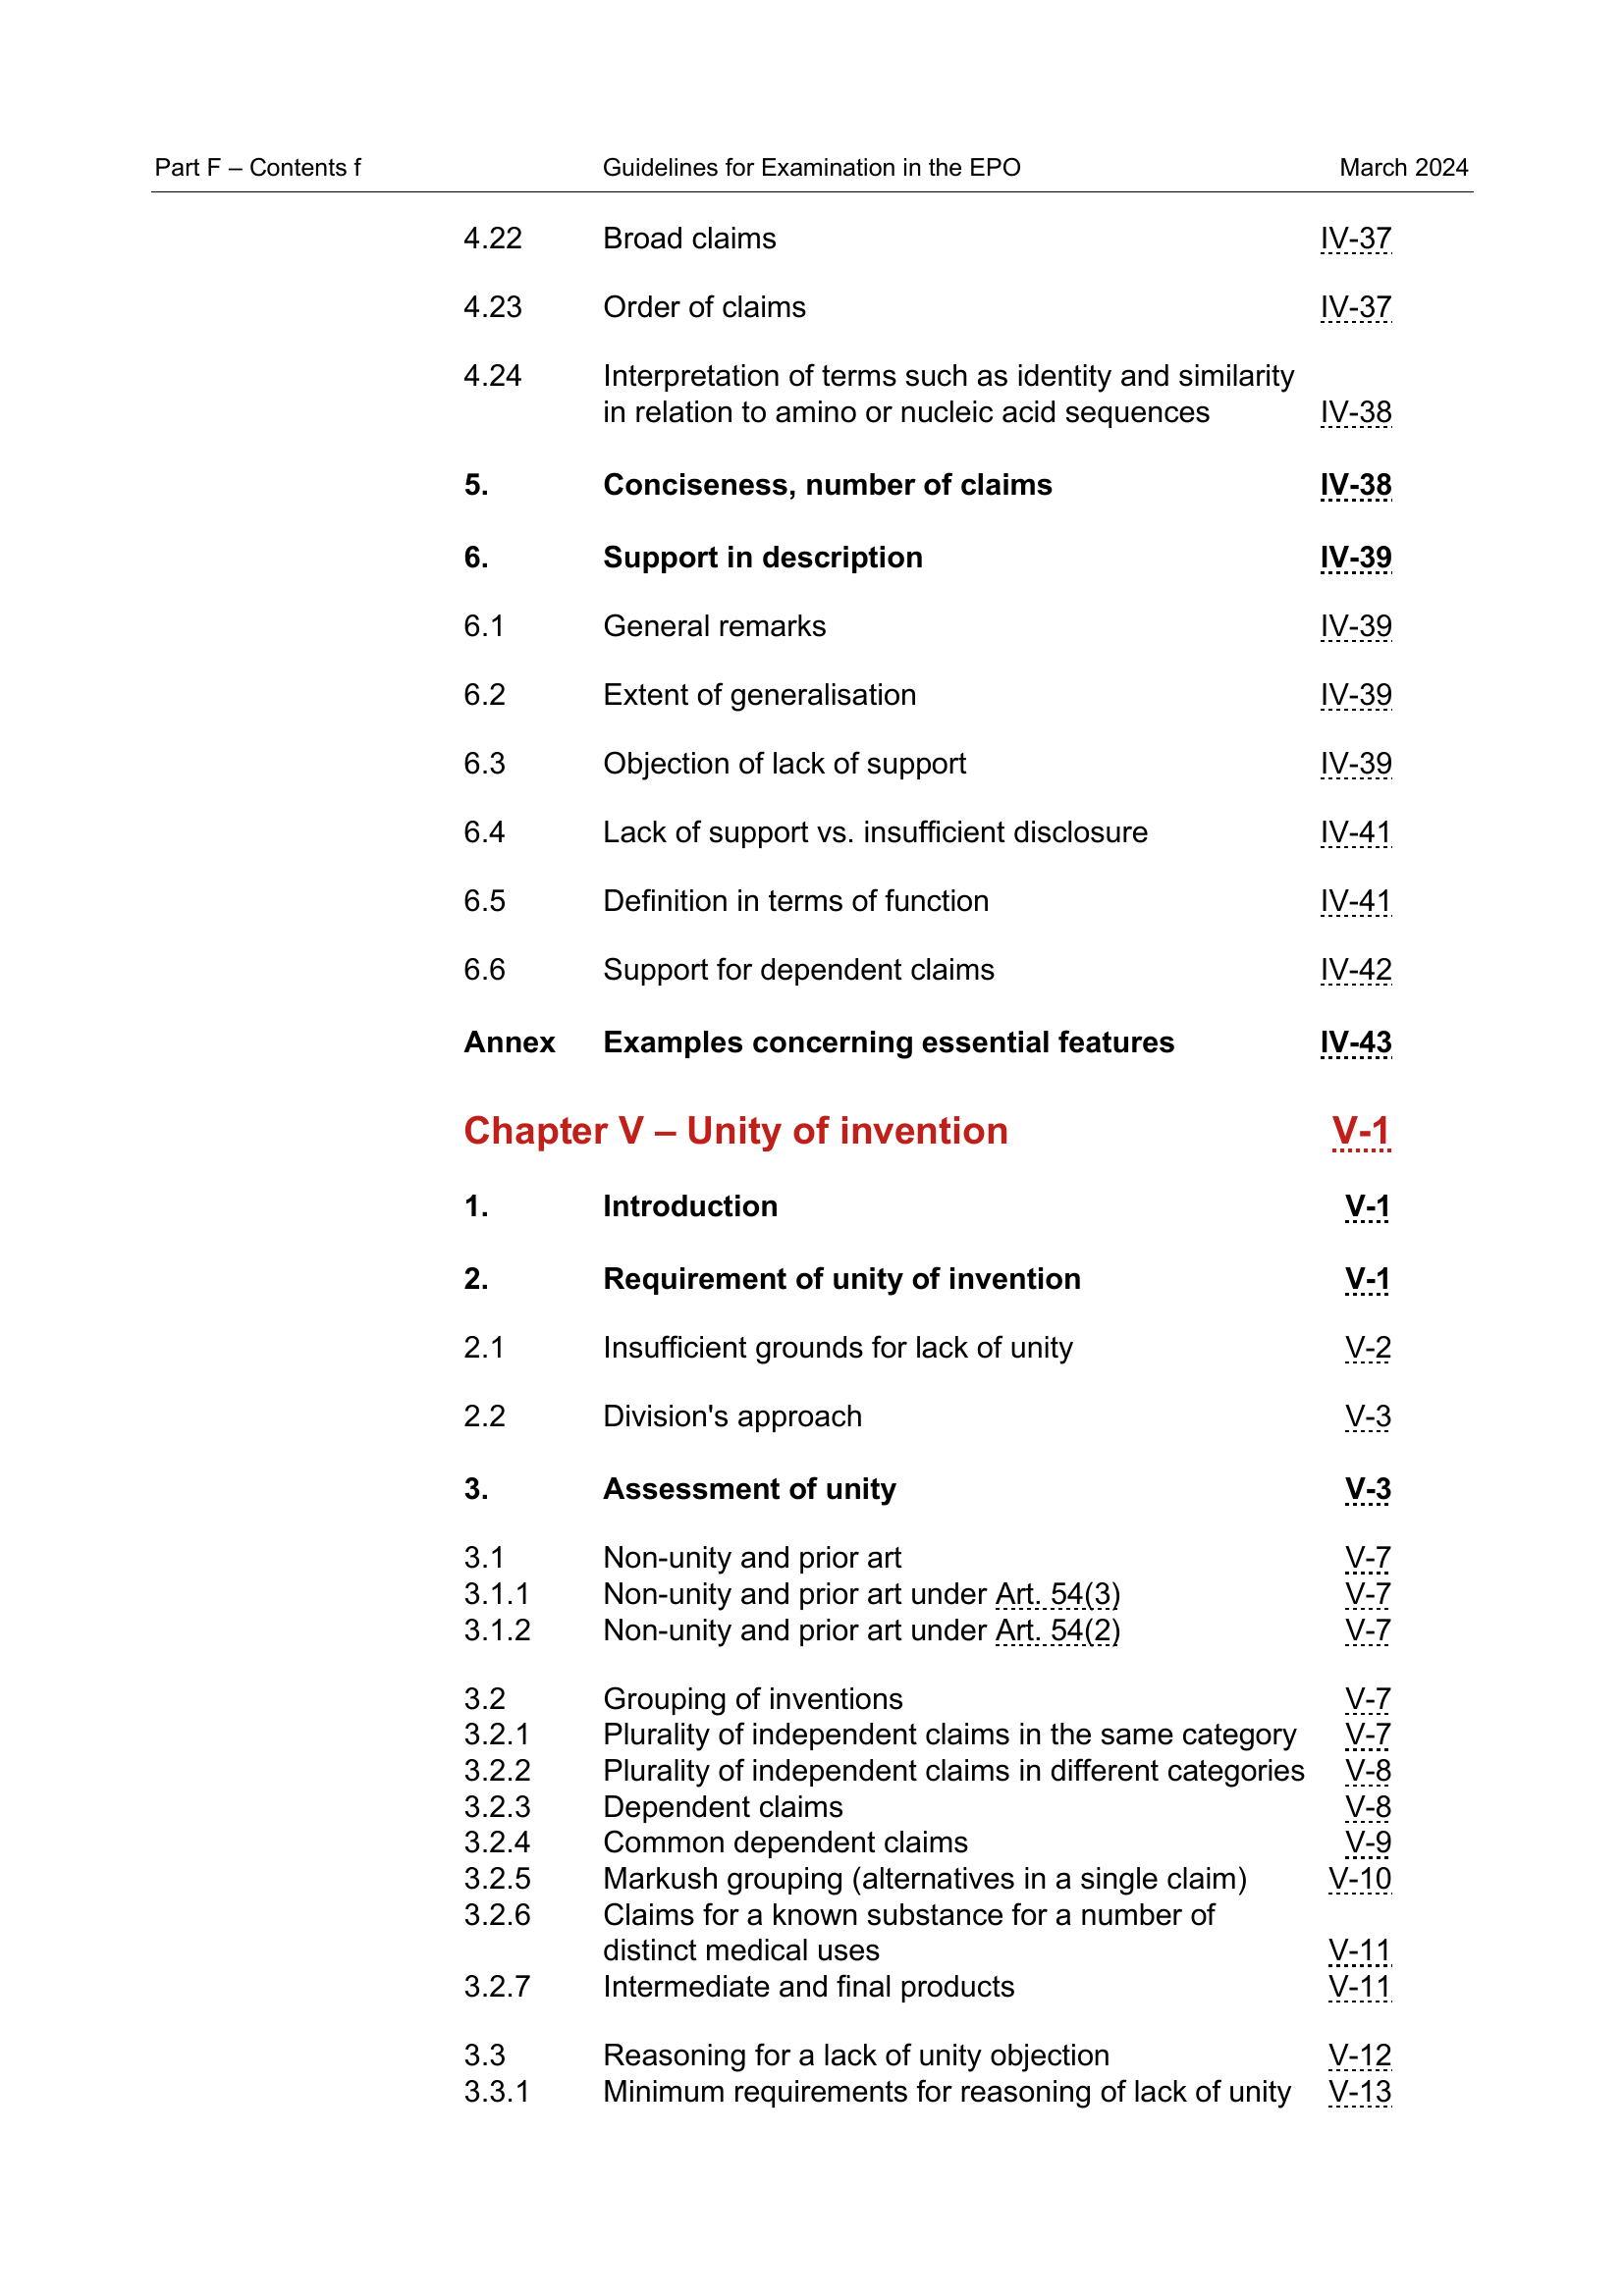 Part F – Contents f Guidelines for Examination in the EPO March 2024
4.22 Broad claims IV-37
4.23 Order of claims IV-37
4.24 Interpretation of terms such as identity and similarity
in relation to amino or nucleic acid sequences IV-38
5. Conciseness, number of claims IV-38
6. Support in description IV-39
6.1 General remarks IV-39
6.2 Extent of generalisation IV-39
6.3 Objection of lack of support IV-39
6.4 Lack of support vs. insufficient disclosure IV-41
6.5 Definition in terms of function IV-41
6.6 Support for dependent claims IV-42
Annex Examples concerning essential features IV-43
Chapter V – Unity of invention V-1
1. Introduction V-1
2. Requirement of unity of invention V-1
2.1 Insufficient grounds for lack of unity V-2
2.2 Division's approach V-3
3. Assessment of unity V-3
3.1 Non-unity and prior art V-7
3.1.1 Non-unity and prior art under Art. 54(3) V-7
3.1.2 Non-unity and prior art under Art. 54(2) V-7
3.2 Grouping of inventions V-7
3.2.1 Plurality of independent claims in the same category V-7
3.2.2 Plurality of independent claims in different categories V-8
3.2.3 Dependent claims V-8
3.2.4 Common dependent claims V-9
3.2.5 Markush grouping (alternatives in a single claim) V-10
3.2.6 Claims for a known substance for a number of
distinct medical uses V-11
3.2.7 Intermediate and final products V-11
3.3 Reasoning for a lack of unity objection V-12
3.3.1 Minimum requirements for reasoning of lack of unity V-13